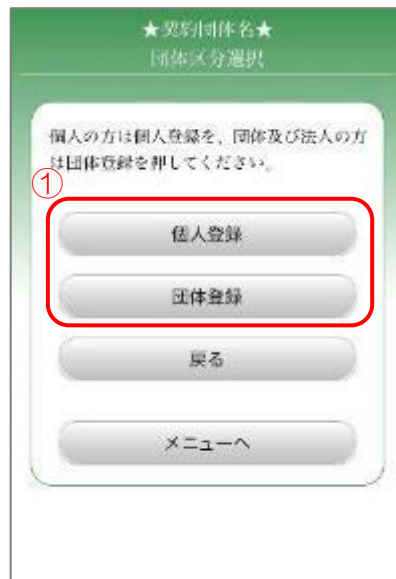 ★契約団体名★
団体区分選択
個人の方は個人登録を、団体及び法人の方
は団体登録を押してください。
①
個人登録
団体登録
戻る
メニューへ